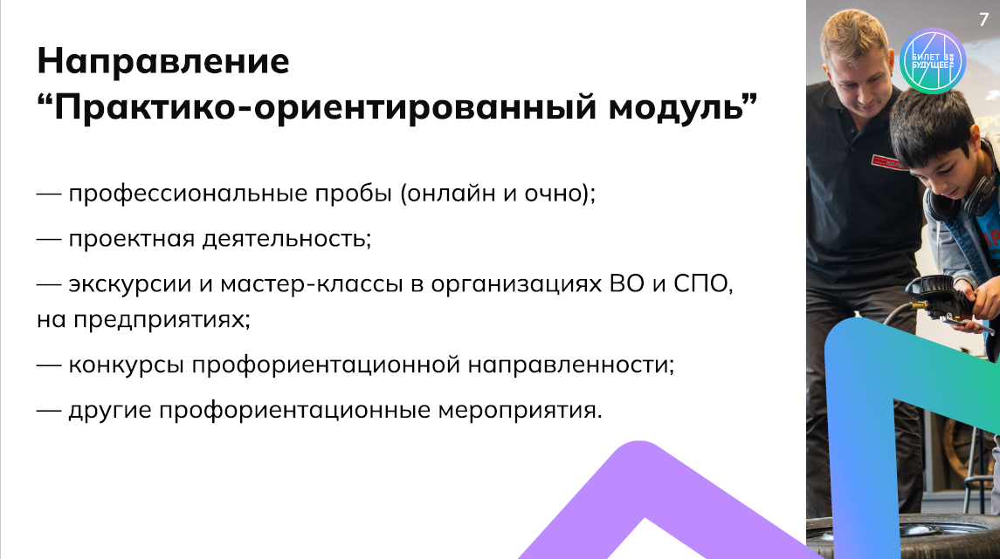 7
Направление
“Практико-ориентированный модуль”
— профессиональные пробы (онлайн и очно);
— проектная деятельность;
— экскурсии и мастер-классы в организациях ВО и СПО,
на предприятиях;
— конкурсы профориентационной направленности;
— другие профориентационные мероприятия.
БИЛЕТ В
БУДУЩЕЕ